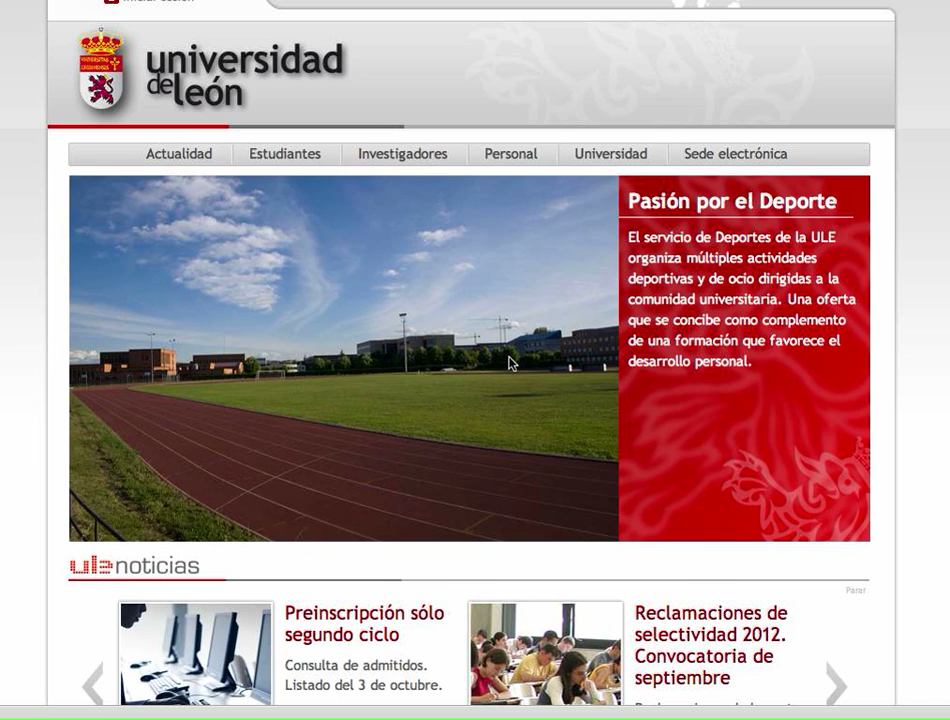 universidad
de león
Actualidad Estudiantes Investigadores Personal Universidad Sede electrónica
Pasión por el Deporte
El servicio de Deportes de la ULE
organiza múltiples actividades
deportivas y de ocio dirigidas a la
comunidad universitaria. Una oferta
que se concibe como complemento
de una formación que favorece el
desarrollo personal.
ule noticias
Parar
Preinscripción sólo
segundo ciclo
Consulta de admitidos.
Listado del 3 de octubre.
Reclamaciones de
selectividad 2012.
Convocatoria de
septiembre